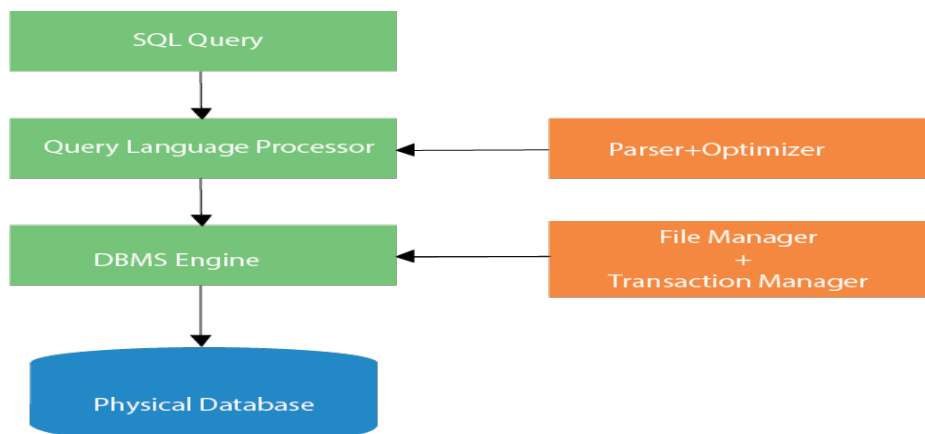 SQL Query
Query Language Processor
Parser+Optimizer
DBMS Engine
File Manager
+
Transaction Manager
Physical Database